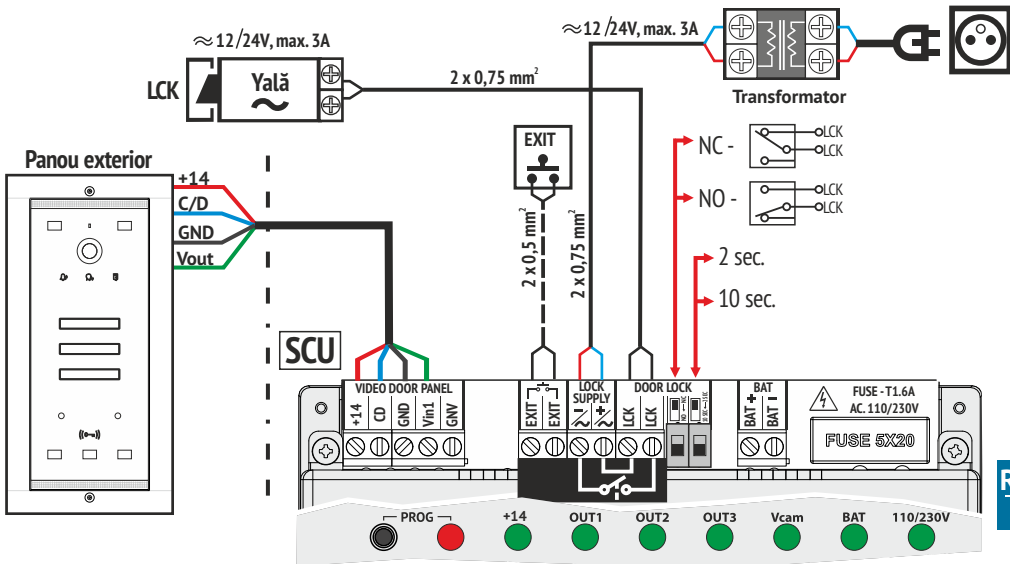 ≈12/24V, max. 3A
LCK
Yală
2 x 0,75 mm²
≈12/24V, max. 3A
Transformator
EXIT
NC -
LCK
LCK
NO -
LCK
LCK
2 x 0,5 mm²
2 x 0,75 mm²
2 sec.
10 sec.
Panou exterior
+14
C/D
GND
Vout
SCU
VIDEO DOOR PANEL
+14
CD
GND
Vin1
GNV
EXIT
EXIT
LOCK
SUPPLY
DOOR LOCK
LCK
LCK
BAT
BAT +
BAT -
FUSE - T1.6A
AC. 110/230V
FUSE 5X20
PROG
+14
OUT1
OUT2
OUT3
Vcam
BAT
110/230V